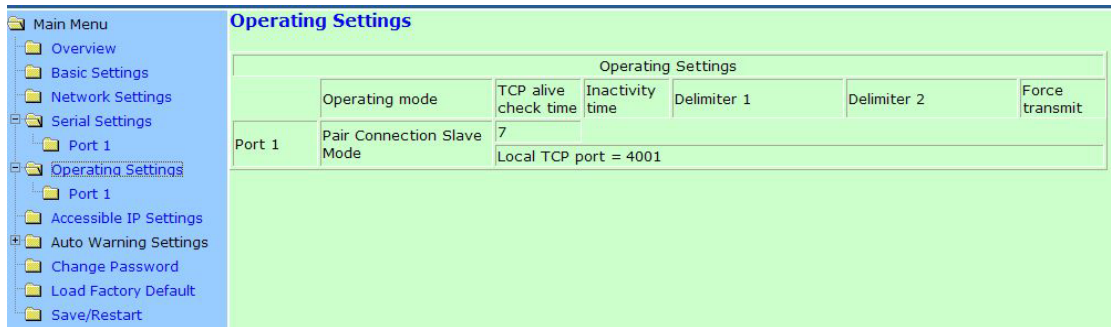 Main Menu
Overview
Basic Settings
Network Settings
Serial Settings
Port 1
Operating Settings
Port 1
Accessible IP Settings
Auto Warning Settings
Change Password
Load Factory Default
Save/Restart
Operating Settings
Operating Settings
Operating mode
TCP alive
check time
Inactivity
time
Delimiter 1
Delimiter 2
Force
transmit
Port 1
Pair Connection Slave
Mode
7
Local TCP port = 4001